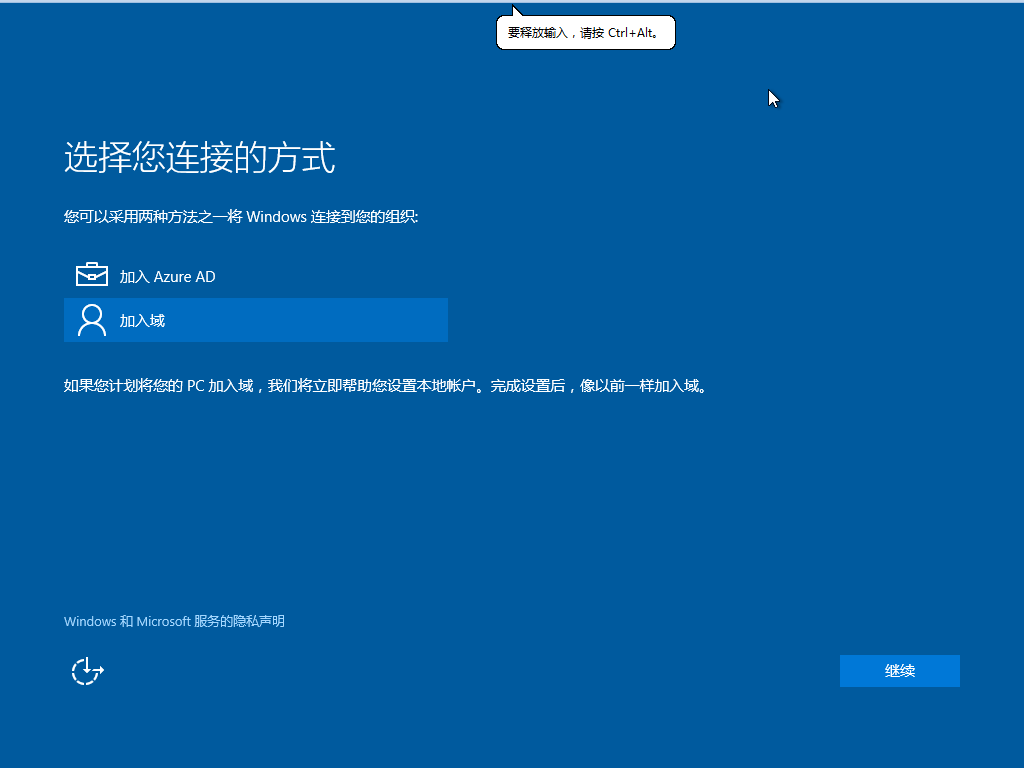 要释放输入，请按 Ctrl+Alt。
选择您连接的方式
您可以采用两种方法之一将 Windows 连接到您的组织:
加入 Azure AD
加入域
如果您计划将您的 PC 加入域，我们将立即帮助您设置本地帐户。完成设置后，像以前一样加入域。
Windows 和 Microsoft 服务的隐私声明
继续